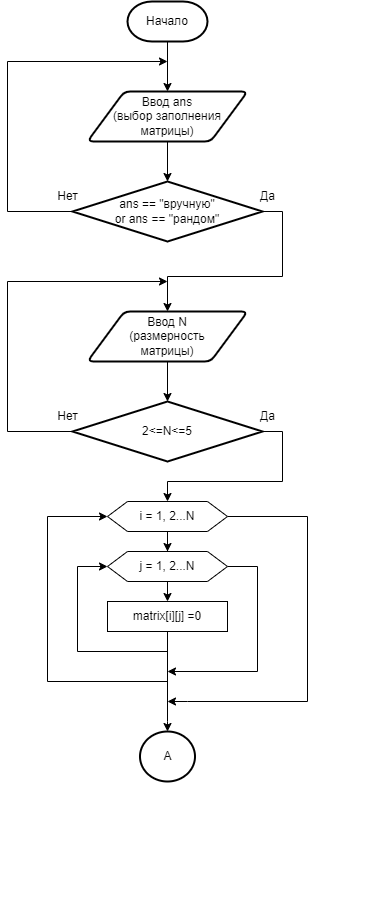 Начало
Ввод ans
(выбор заполнения
матрицы)
Нет
Да
ans == "вручную"
or ans == "рандом"
Ввод N
(размерность
матрицы)
Нет
Да
2<=N<=5
i = 1, 2...N
j = 1, 2...N
matrix[i][j] =0
A